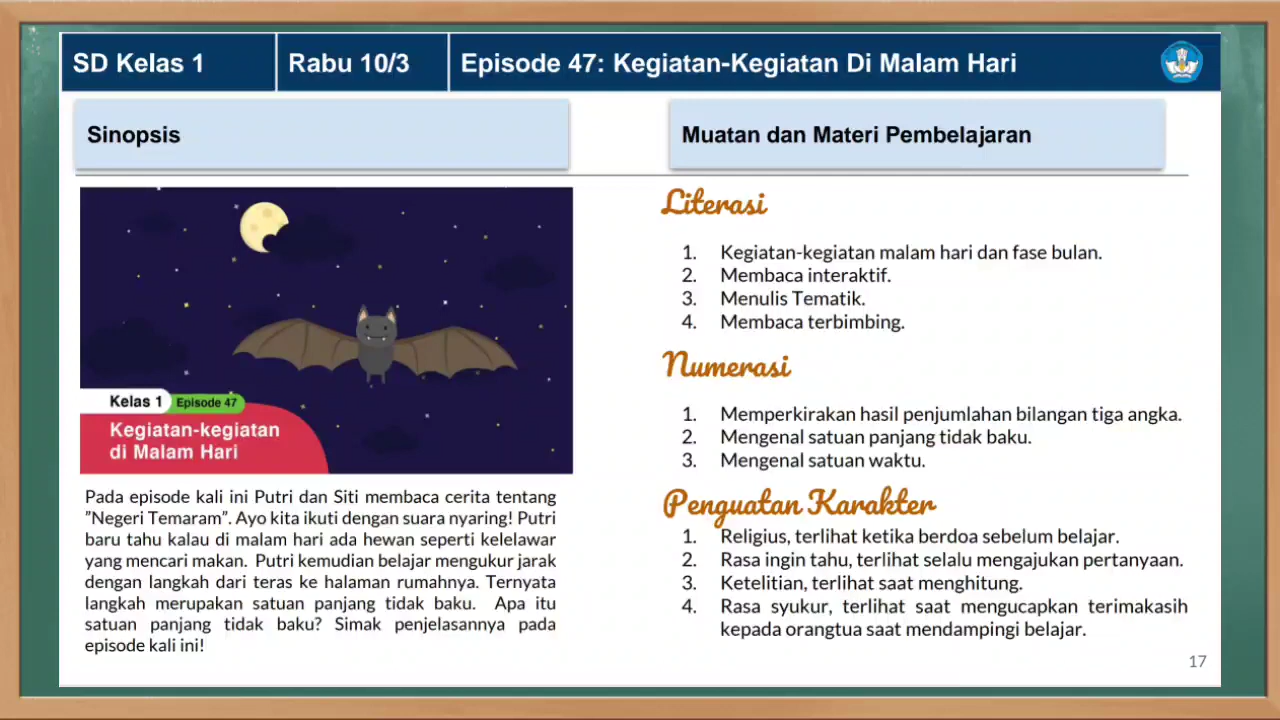 SD Kelas 1
Rabu 10/3
Episode 47: Kegiatan-Kegiatan Di Malam Hari
Sinopsis
Kelas 1
Episode 47
Kegiatan-kegiatan
di Malam Hari
Pada episode kali ini Putri dan Siti membaca cerita tentang
”Negeri Temaram”. Ayo kita ikuti dengan suara nyaring! Putri
baru tahu kalau di malam hari ada hewan seperti kelelawar
yang mencari makan. Putri kemudian belajar mengukur jarak
dengan langkah dari teras ke halaman rumahnya. Ternyata
langkah merupakan satuan panjang tidak baku. Apa itu
satuan panjang tidak baku? Simak penjelasannya pada
episode kali ini!
Muatan dan Materi Pembelajaran
Literasi
1. Kegiatan-kegiatan malam hari dan fase bulan.
2. Membaca interaktif.
3. Menulis Tematik.
4. Membaca terbimbing.
Numerasi
1. Memperkirakan hasil penjumlahan bilangan tiga angka.
2. Mengenal satuan panjang tidak baku.
3. Mengenal satuan waktu.
Penguatan Karakter
1. Religius, terlihat ketika berdoa sebelum belajar.
2. Rasa ingin tahu, terlihat selalu mengajukan pertanyaan.
3. Ketelitian, terlihat saat menghitung.
4. Rasa syukur, terlihat saat mengucapkan terimakasih
kepada orangtua saat mendampingi belajar.
17